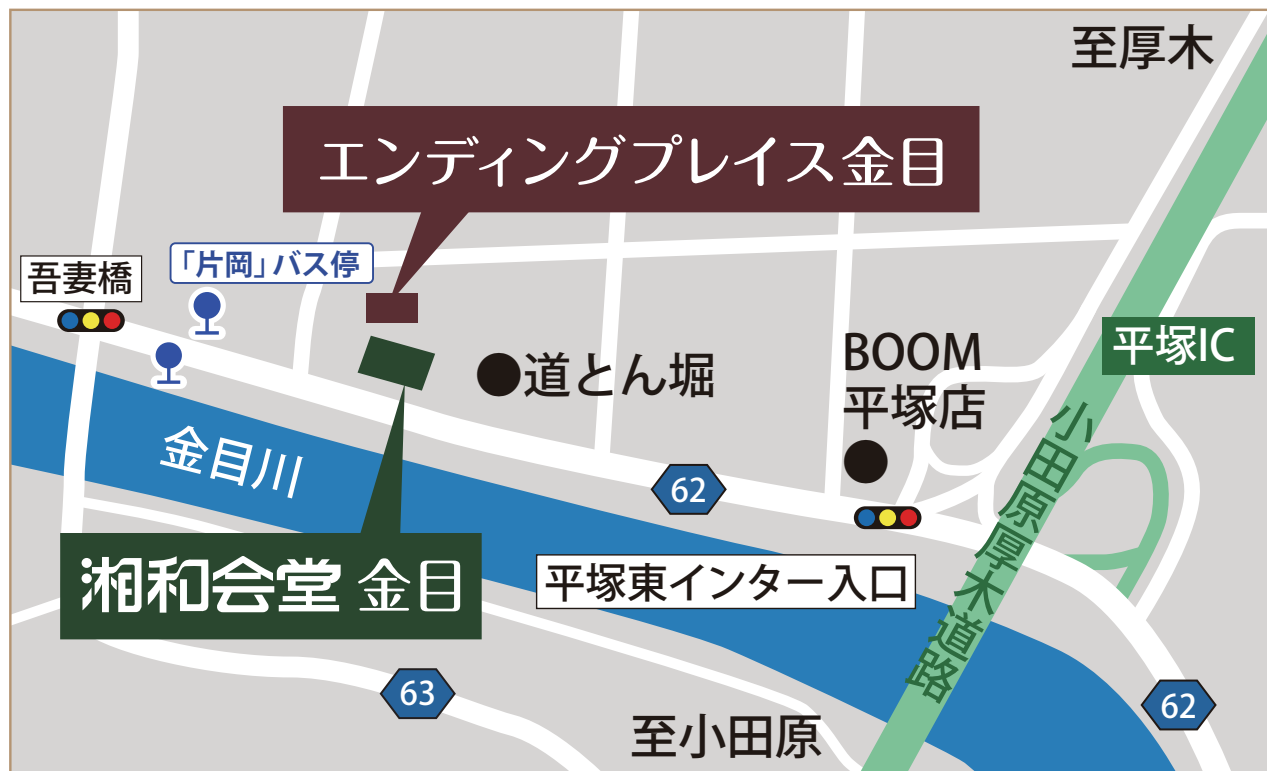 至厚木
エンディングプレイス金目
「片岡」バス停
吾妻橋
平塚IC
BOOM
平塚店
道とん堀
小田原厚木道路
金目川
62
湘和会堂 金目
平塚東インター入口
63
62
至小田原